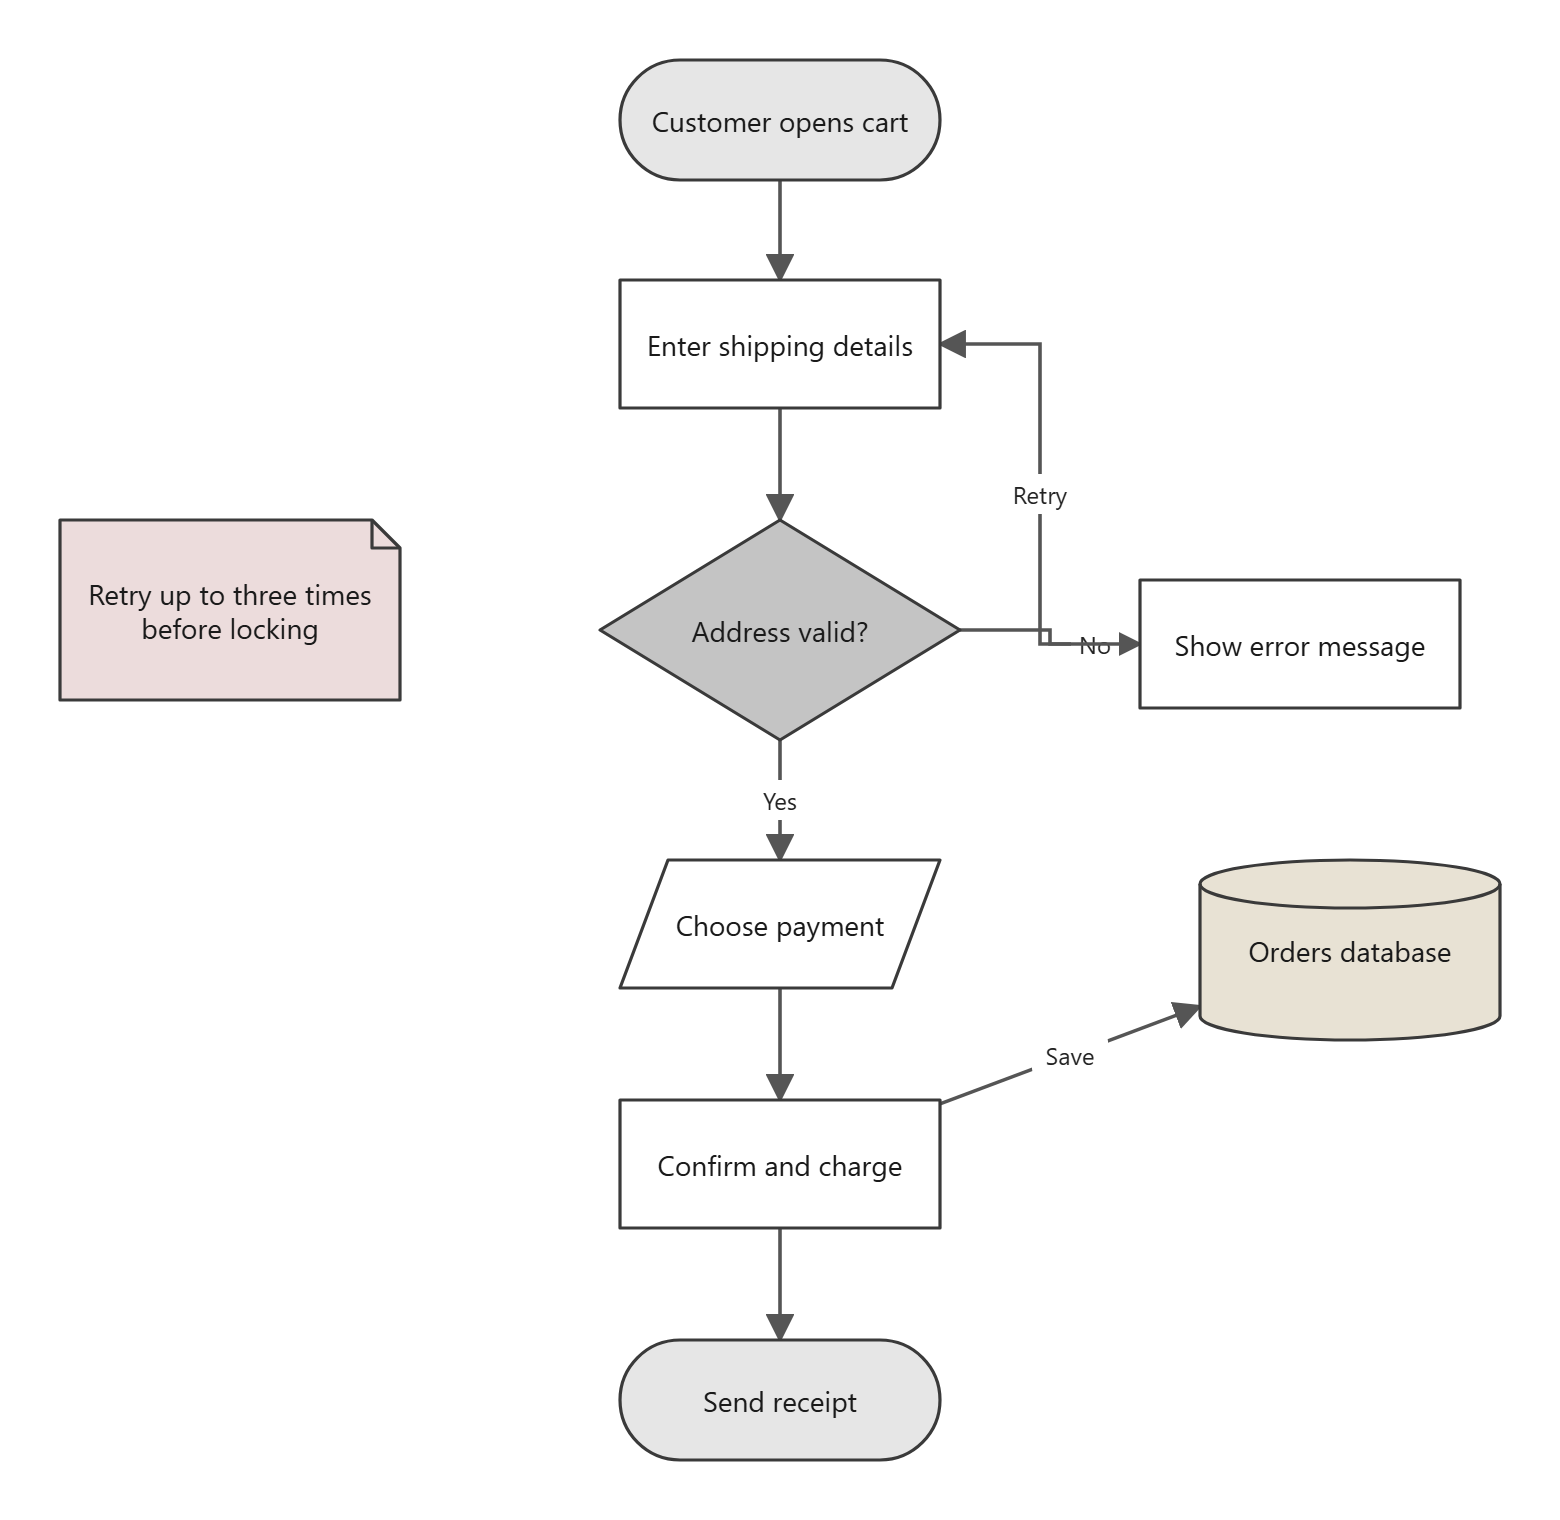 Customer opens cart
Enter shipping details
Retry
Retry up to three times
before locking
Address valid?
No
Show error message
Yes
Choose payment
Orders database
Save
Confirm and charge
Send receipt